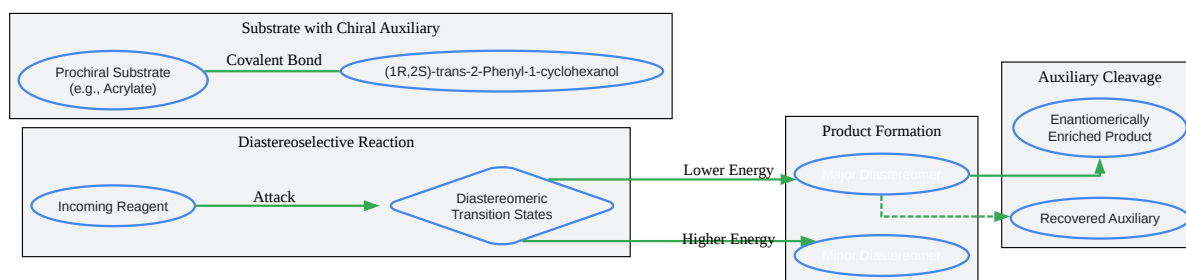 Substrate with Chiral Auxiliary
Prochiral Substrate
(e.g., Acrylate)
Covalent Bond
(1R,2S)-trans-2-Phenyl-1-cyclohexanol
Diastereoselective Reaction
Incoming Reagent
Attack
Diastereomeric
Transition States
Lower Energy
Higher Energy
Product Formation
Major Diastereomer
Minor Diastereomer
Auxiliary Cleavage
Enantiomerically
Enriched Product
Recovered Auxiliary